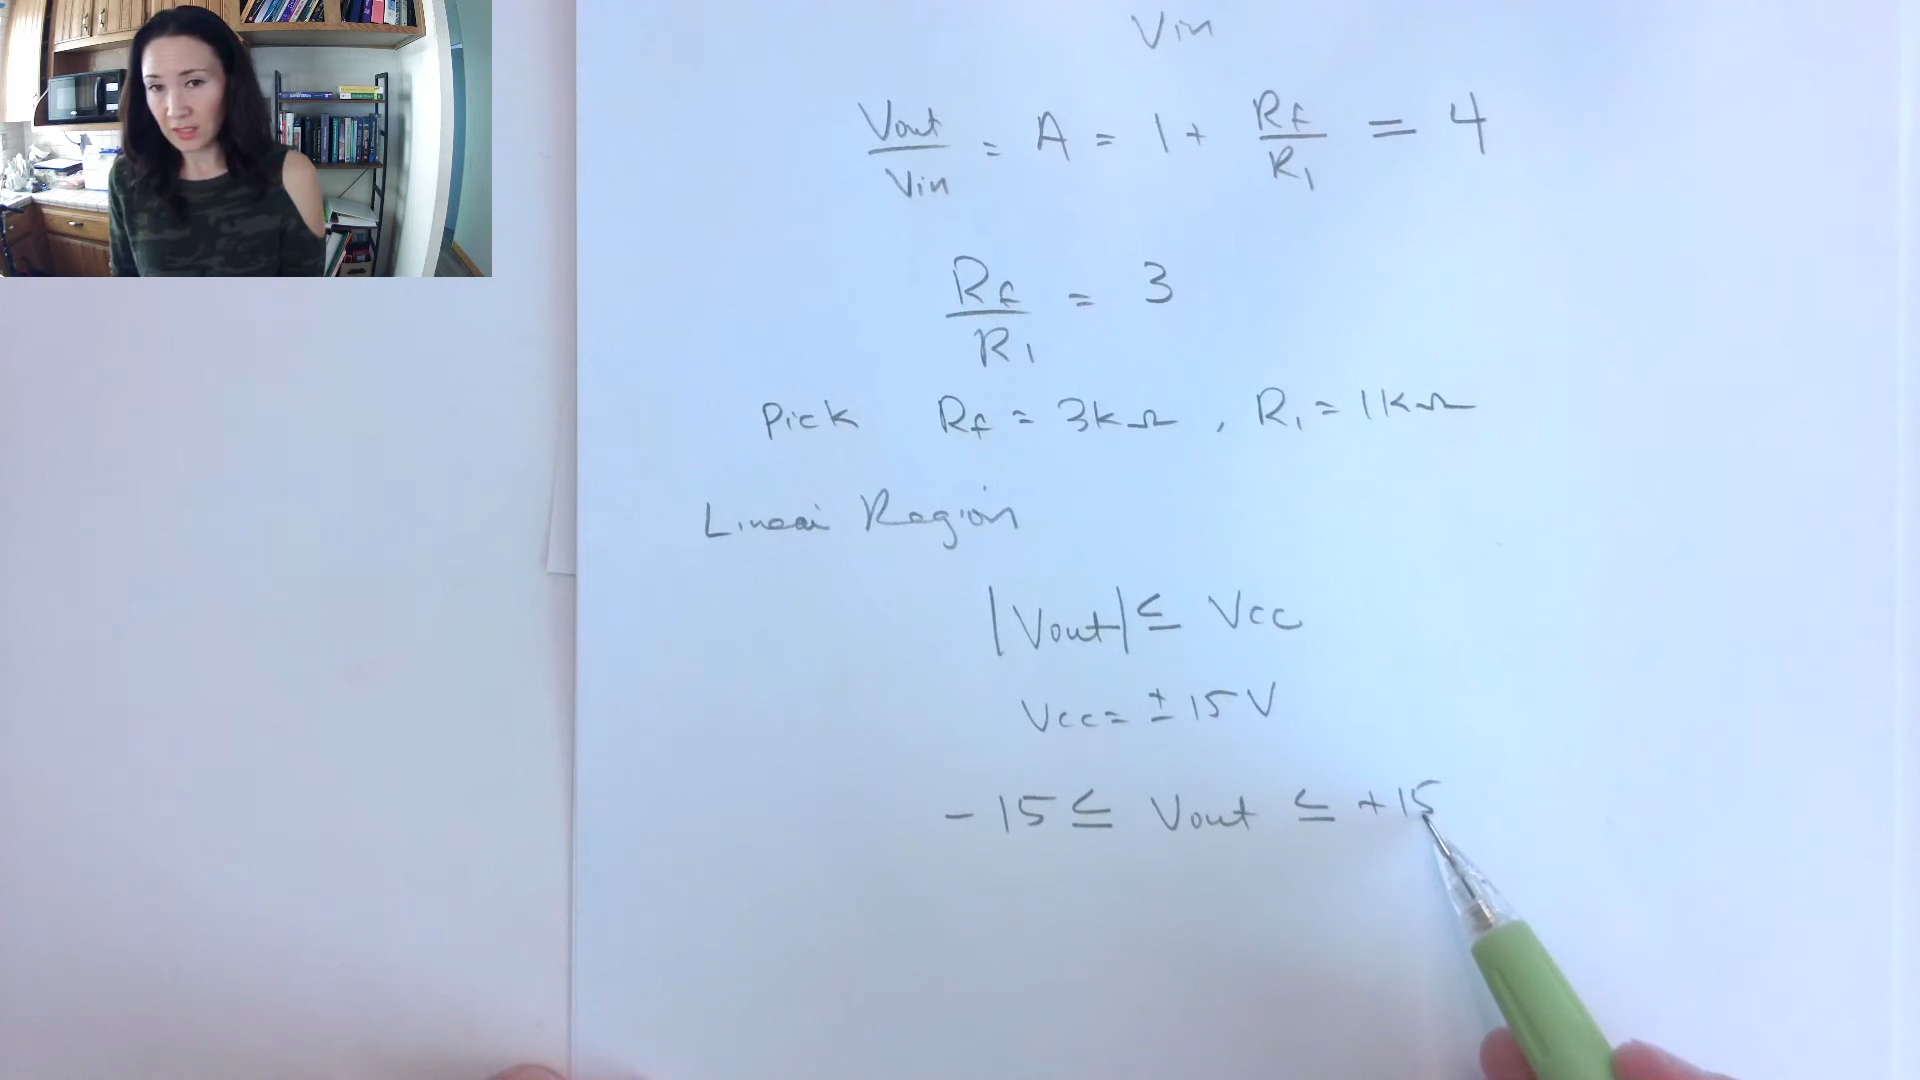 Vin
Vout/Vin = A = 1 + Rf/R1 = 4
Rf/R1 = 3
Pick Rf = 3kΩ, R1 = 1kΩ
Linear Region
|Vout| ≤ Vcc
Vcc = ± 15 V
- 15 ≤ Vout ≤ + 15